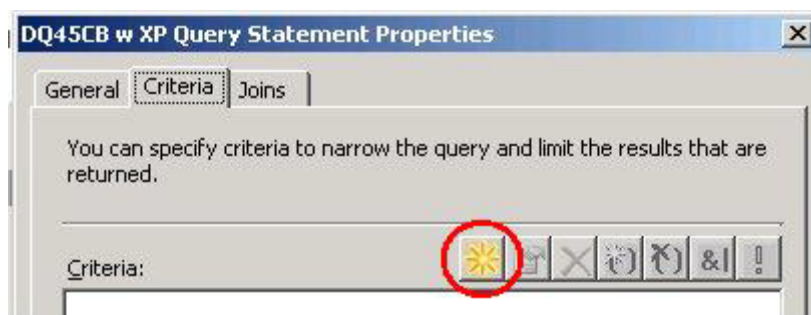 DQ45CB w XP Query Statement Properties
General Criteria Joins
You can specify criteria to narrow the query and limit the results that are
returned.
Criteria:
&|